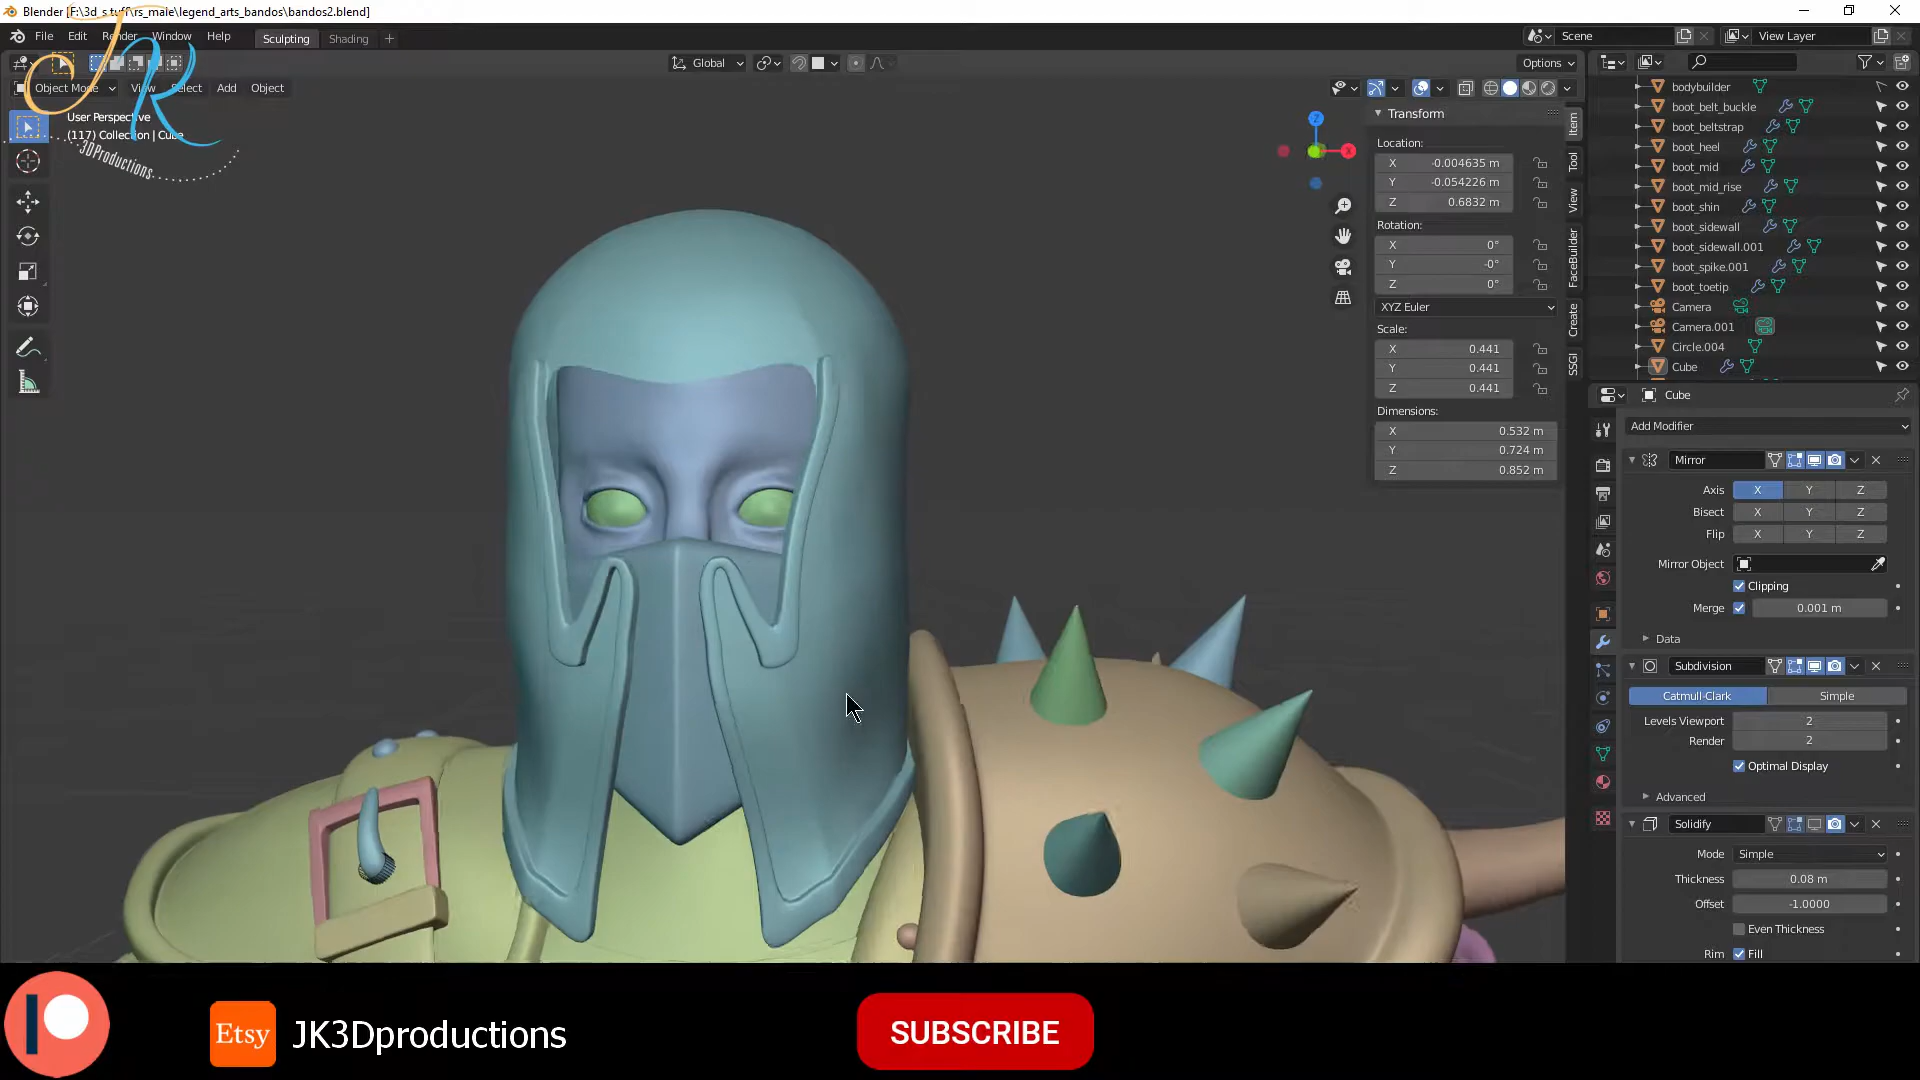 Blender [F:\3d_s.tuff\rs_male\legend_arts_bandos\bandos2.blend]
File Edit Render Window Help Sculpting Shading + Scene View Layer
Global Options
Object Mode View Select Add Object
User Perspective
(117) Collection | Cube
JR
3DProductions
Z
X
Transform
Location:
X -0.004635 m
Y -0.054226 m
Z 0.6832 m
Rotation:
X 0°
Y -0°
Z 0°
XYZ Euler
Scale:
X 0.441
Y 0.441
Z 0.441
Dimensions:
X 0.532 m
Y 0.724 m
Z 0.852 m
Item
Tool
View
FaceBuilder
Create
SSGI
bodybuilder
boot_belt_buckle
boot_beltstrap
boot_heel
boot_mid
boot_mid_rise
boot_shin
boot_sidewall
boot_sidewall.001
boot_spike.001
boot_toetip
Camera
Camera.001
Circle.004
Cube
Cube
Add Modifier
Mirror
Axis X Y Z
Bisect X Y Z
Flip X Y Z
Mirror Object
Clipping
Merge 0.001 m
Data
Subdivision
Catmull-Clark Simple
Levels Viewport 2
Render 2
Optimal Display
Advanced
Solidify
Mode Simple
Thickness 0.08 m
Offset -1.0000
Even Thickness
Rim Fill
Etsy JK3Dproductions
SUBSCRIBE